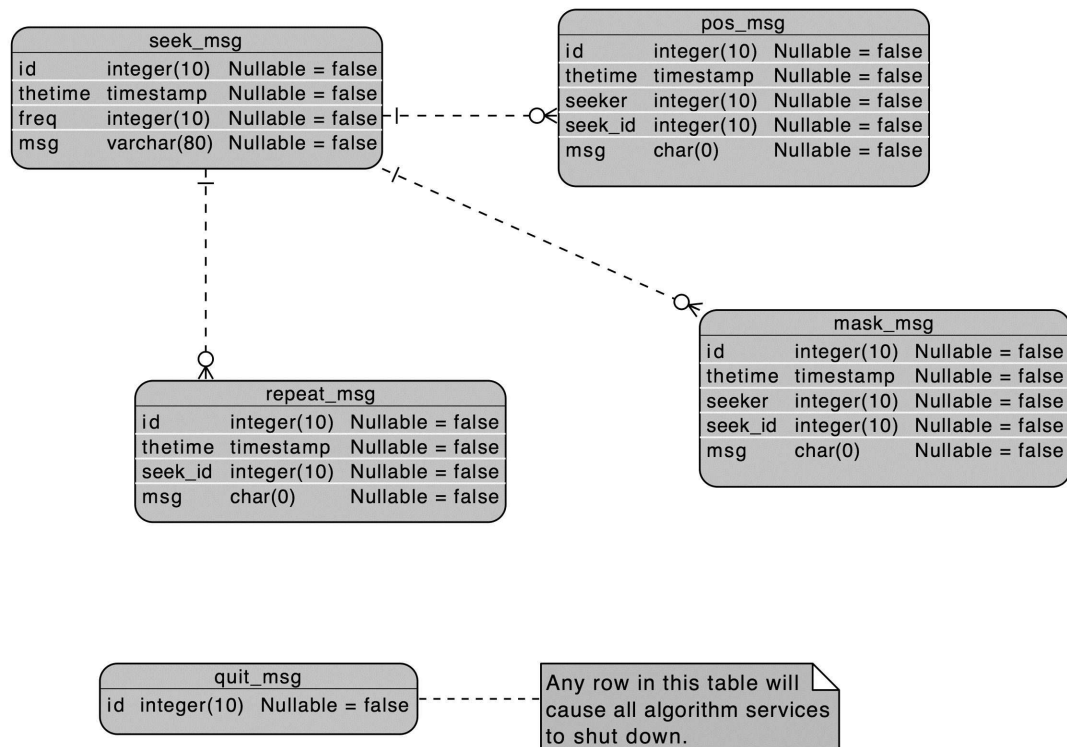 seek_msg
id integer(10) Nullable = false
thetime timestamp Nullable = false
freq integer(10) Nullable = false
msg varchar(80) Nullable = false
pos_msg
id integer(10) Nullable = false
thetime timestamp Nullable = false
seeker integer(10) Nullable = false
seek_id integer(10) Nullable = false
msg char(0) Nullable = false
mask_msg
id integer(10) Nullable = false
thetime timestamp Nullable = false
seeker integer(10) Nullable = false
seek_id integer(10) Nullable = false
msg char(0) Nullable = false
repeat_msg
id integer(10) Nullable = false
thetime timestamp Nullable = false
seek_id integer(10) Nullable = false
msg char(0) Nullable = false
quit_msg
id integer(10) Nullable = false
Any row in this table will
cause all algorithm services
to shut down.